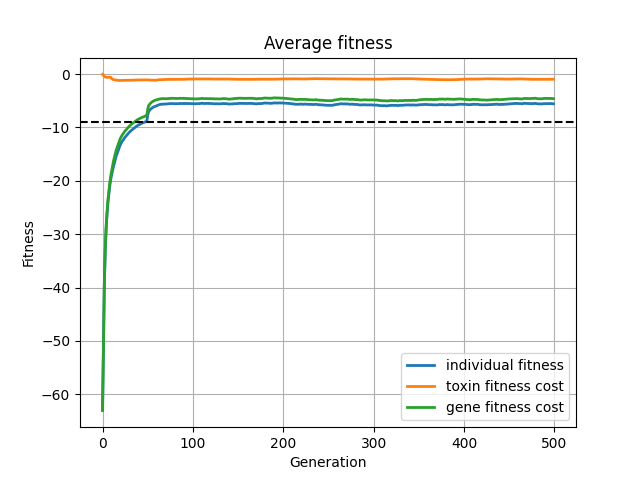 Average fitness
Fitness
0
−10
−20
−30
−40
−50
−60
0 100 200 300 400 500
Generation
individual fitness
toxin fitness cost
gene fitness cost